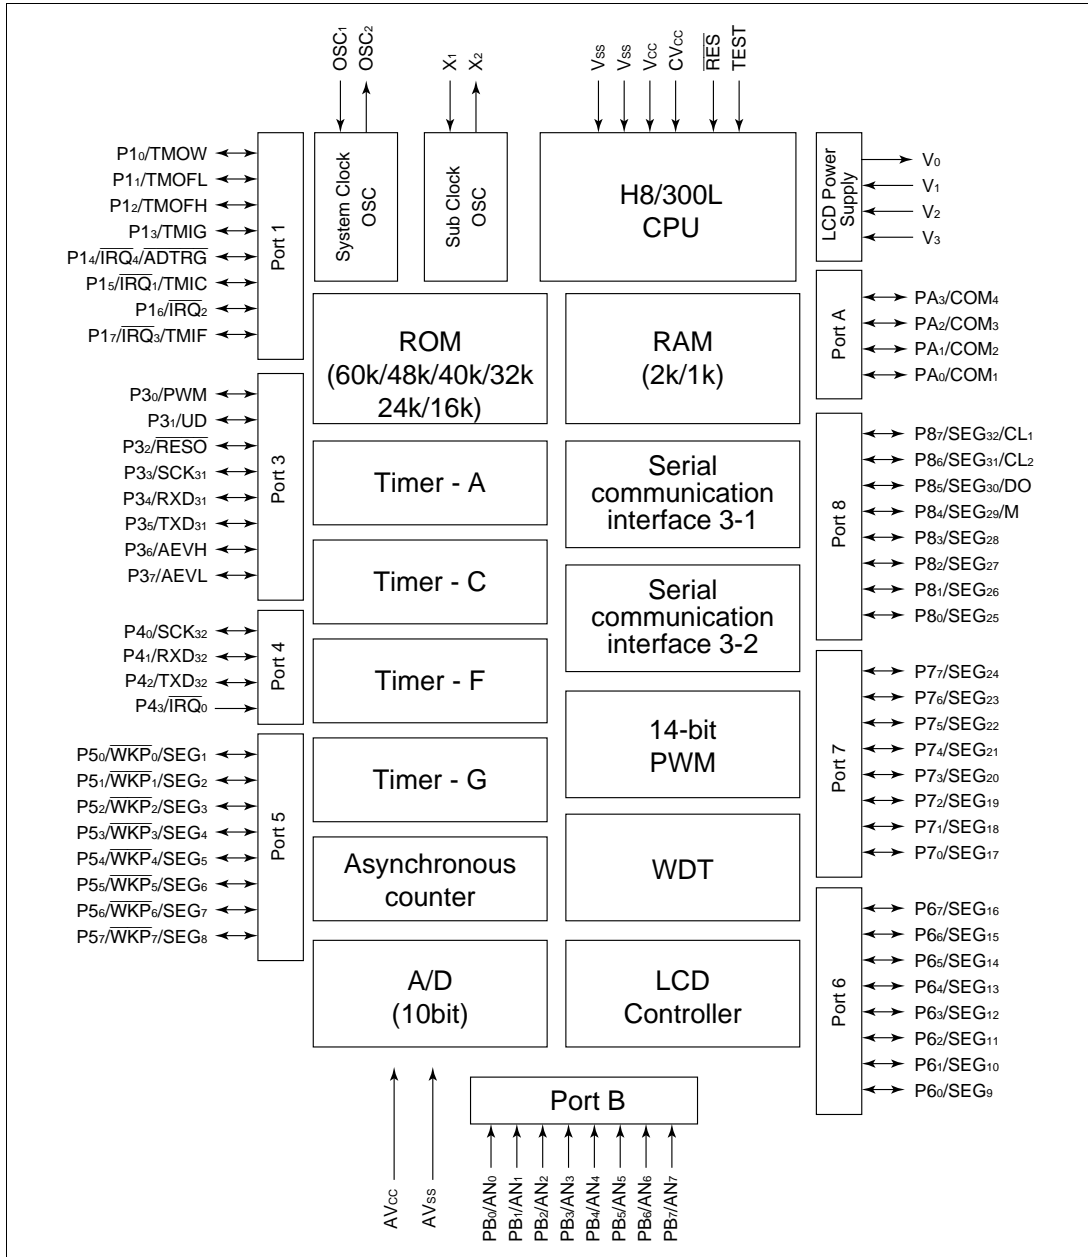 OSC1
OSC2
X1
X2
VSS
VSS
VCC
CVCC
RES
TEST
P10/TMOW
P11/TMOFL
P12/TMOFH
P13/TMIG
P14/IRQ4/ADTRG
P15/IRQ1/TMIC
P16/IRQ2
P17/IRQ3/TMIF
Port 1
System Clock
OSC
Sub Clock
OSC
H8/300L
CPU
LCD Power
Supply
V0
V1
V2
V3
ROM
(60k/48k/40k/32k
24k/16k)
RAM
(2k/1k)
Port A
PA3/COM4
PA2/COM3
PA1/COM2
PA0/COM1
P30/PWM
P31/UD
P32/RESO
P33/SCK31
P34/RXD31
P35/TXD31
P36/AEVH
P37/AEVL
Port 3
Timer - A
Serial
communication
interface 3-1
Port 8
P87/SEG32/CL1
P86/SEG31/CL2
P85/SEG30/DO
P84/SEG29/M
P83/SEG28
P82/SEG27
P81/SEG26
P80/SEG25
Timer - C
Serial
communication
interface 3-2
P40/SCK32
P41/RXD32
P42/TXD32
P43/IRQ0
Port 4
Timer - F
14-bit
PWM
Port 7
P77/SEG24
P76/SEG23
P75/SEG22
P74/SEG21
P73/SEG20
P72/SEG19
P71/SEG18
P70/SEG17
P50/WKP0/SEG1
P51/WKP1/SEG2
P52/WKP2/SEG3
P53/WKP3/SEG4
P54/WKP4/SEG5
P55/WKP5/SEG6
P56/WKP6/SEG7
P57/WKP7/SEG8
Port 5
Timer - G
Asynchronous
counter
WDT
A/D
(10bit)
LCD
Controller
Port 6
P67/SEG16
P66/SEG15
P65/SEG14
P64/SEG13
P63/SEG12
P62/SEG11
P61/SEG10
P60/SEG9
Port B
AVCC
AVSS
PB0/AN0
PB1/AN1
PB2/AN2
PB3/AN3
PB4/AN4
PB5/AN5
PB6/AN6
PB7/AN7